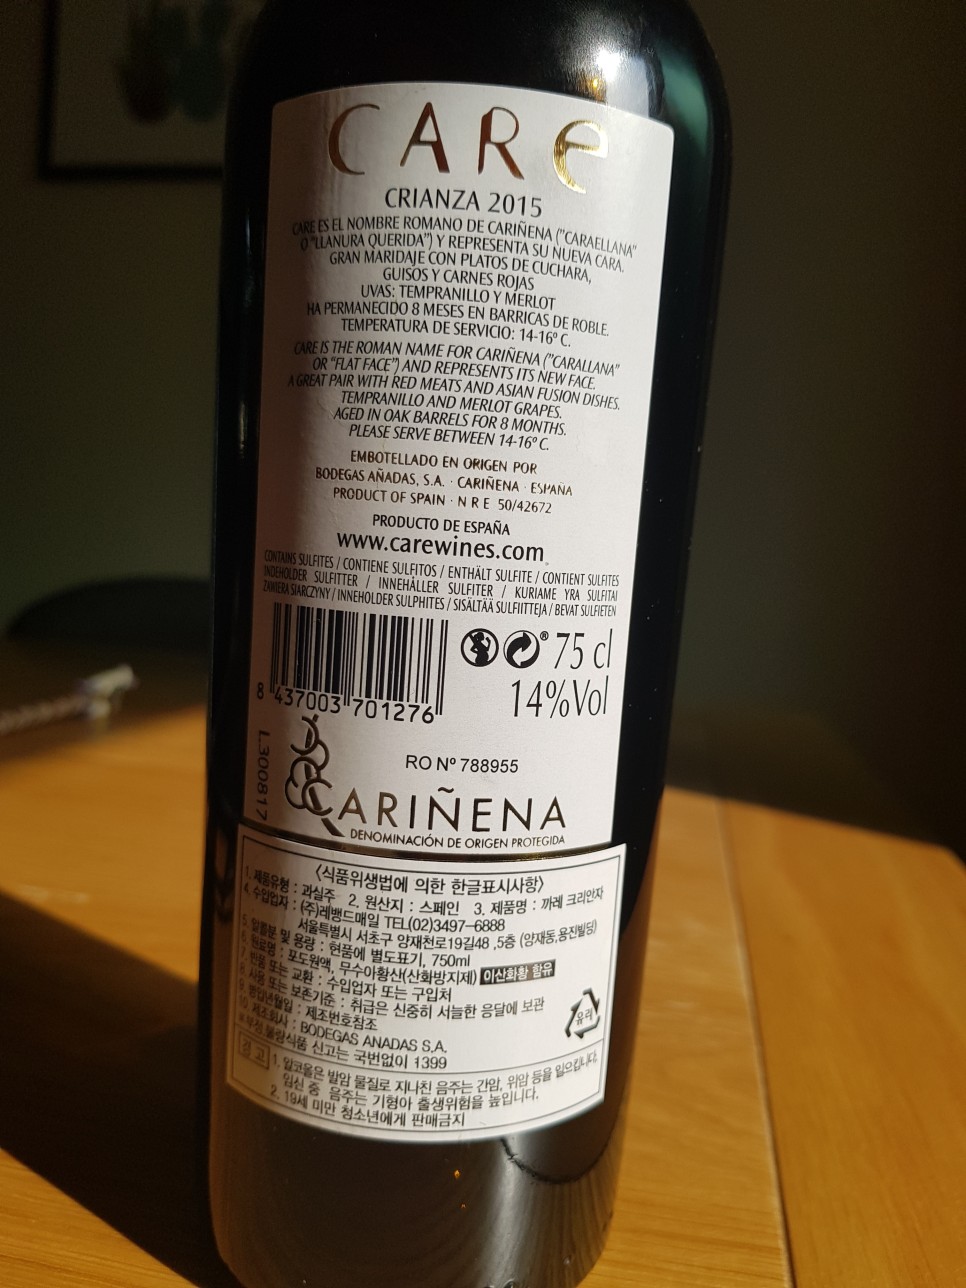 CARE
CRIANZA 2015
CARE ES EL NOMBRE ROMANO DE CARIÑENA ("CARAELLANA"
O "LLANURA QUERIDA") Y REPRESENTA SU NUEVA CARA.
GRAN MARIDAJE CON PLATOS DE CUCHARA,
GUISOS Y CARNES ROJAS
UVAS: TEMPRANILLO Y MERLOT
HA PERMANECIDO 8 MESES EN BARRICAS DE ROBLE.
TEMPERATURA DE SERVICIO: 14-16º C.
CARE IS THE ROMAN NAME FOR CARIÑENA ("CARALLANA"
OR "FLAT FACE") AND REPRESENTS ITS NEW FACE.
A GREAT PAIR WITH RED MEATS AND ASIAN FUSION DISHES.
TEMPRANILLO AND MERLOT GRAPES.
AGED IN OAK BARRELS FOR 8 MONTHS.
PLEASE SERVE BETWEEN 14-16º C.
EMBOTELLADO EN ORIGEN POR
BODEGAS AÑADAS, S.A. · CARIÑENA · ESPAÑA
PRODUCT OF SPAIN · N R E 50/42672
PRODUCTO DE ESPAÑA
www.carewines.com
CONTAINS SULFITES / CONTIENE SULFITOS / ENTHÄLT SULFITE / CONTIENT SULFITES
INDEHOLDER SULFITTER / INNEHÅLLER SULFITER / KURIAME YRA SULFITAI
ZAWIERA SIARCZYNY / INNEHOLDER SULPHITES / SISÄLTÄÄ SULFIITTEJA / BEVAT SULFIETEN
® 75 cl
14%Vol
8 437003 701276
L300817
RO Nº 788955
CARIÑENA
DENOMINACIÓN DE ORIGEN PROTEGIDA
〈식품위생법에 의한 한글표시사항〉
1. 제품유형 : 과실주 2. 원산지 : 스페인 3. 제품명 : 까레 크리안자
4. 수입업자 : (주)레뱅드매일 TEL(02)3497-6888
서울특별시 서초구 양재천로19길48 ,5층 (양재동,용진빌딩)
5. 알콜분 및 용량 : 현품에 별도표기, 750ml
6. 원료명 : 포도원액, 무수아황산(산화방지제) 이산화황 함유
7. 반품 또는 교환 : 수입업자 또는 구입처
8. 사용 또는 보존기준 : 취급은 신중히 서늘한 응달에 보관
9. 병입년월일 : 제조번호참조
10. 제조회사 : BODEGAS ANADAS S.A.
※부정,불량식품 신고는 국번없이 1399
유리
경 고
1. 알코올은 발암 물질로 지나친 음주는 간암, 위암 등을 일으킵니다.
임신 중 음주는 기형아 출생위험을 높입니다.
2. 19세 미만 청소년에게 판매금지